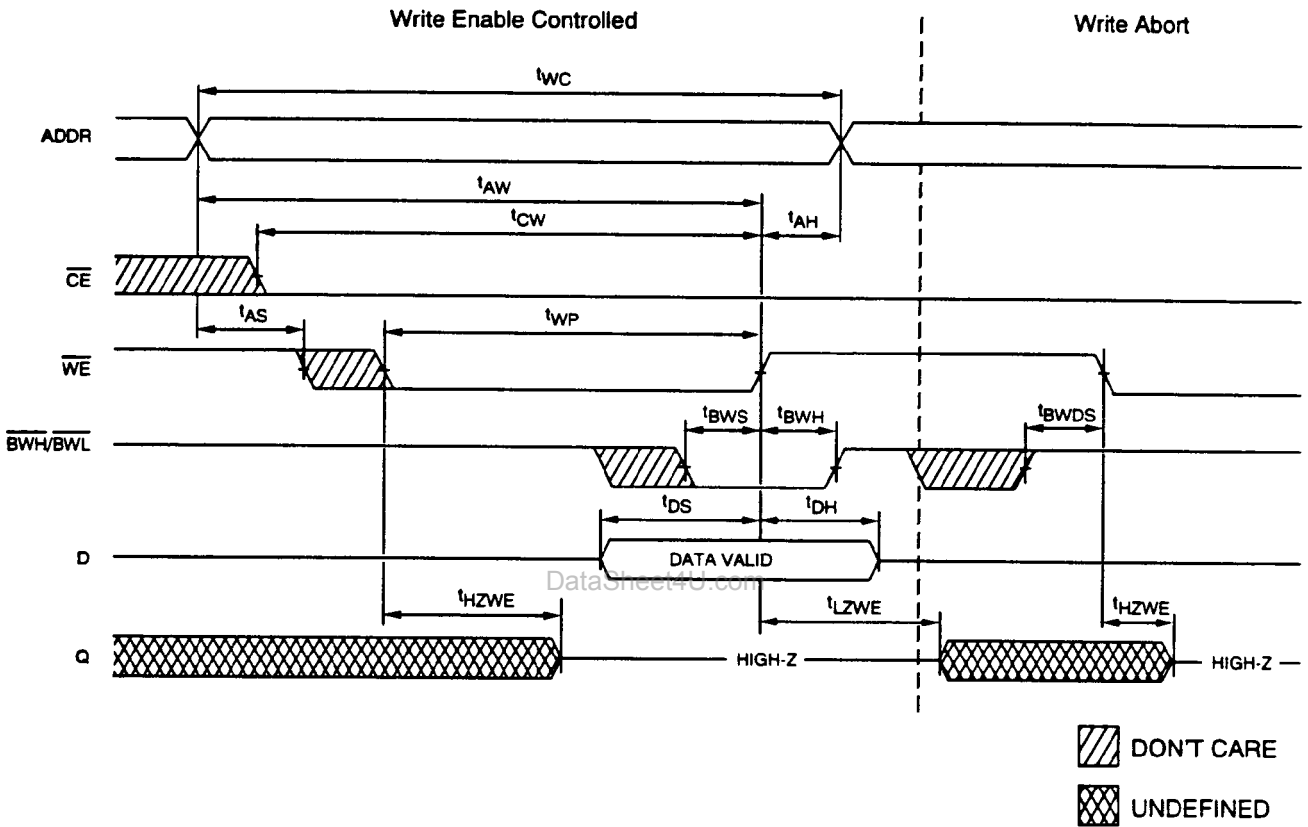 Write Enable Controlled
Write Abort
tWC
ADDR
tAW
tCW
tAH
CE
tAS
tWP
WE
tBWS
tBWH
tBWDS
BWH/BWL
tDS
tDH
D
DATA VALID
DataSheet4U.com
tHZWE
tLZWE
tHZWE
Q
HIGH-Z
HIGH-Z
DON'T CARE
UNDEFINED